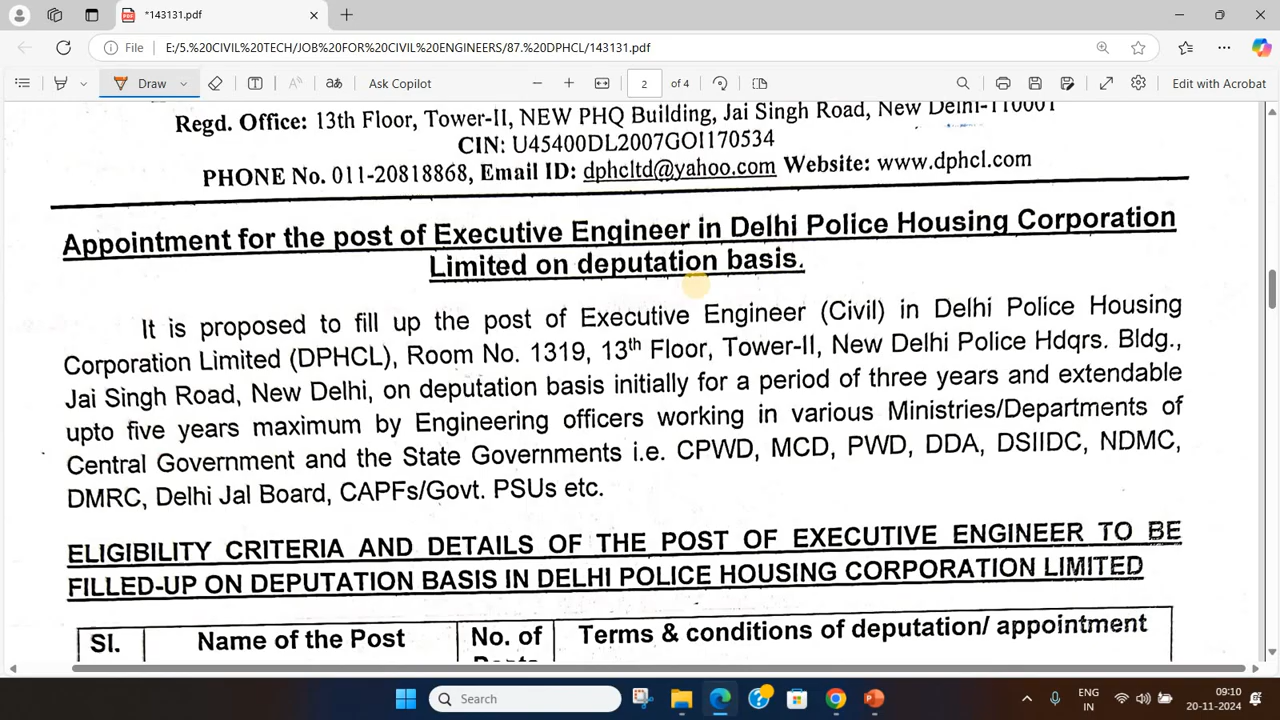 *143131.pdf
File E:/5.%20CIVIL%20TECH/JOB%20FOR%20CIVIL%20ENGINEERS/87.%20DPHCL/143131.pdf
Draw Ask Copilot 2 of 4 Edit with Acrobat
Regd. Office: 13th Floor, Tower-II, NEW PHQ Building, Jai Singh Road, New Delhi-110001
CIN: U45400DL2007GOI170534
PHONE No. 011-20818868, Email ID: dphcltd@yahoo.com Website: www.dphcl.com
Appointment for the post of Executive Engineer in Delhi Police Housing Corporation
Limited on deputation basis.
It is proposed to fill up the post of Executive Engineer (Civil) in Delhi Police Housing
Corporation Limited (DPHCL), Room No. 1319, 13th Floor, Tower-II, New Delhi Police Hdqrs. Bldg.,
Jai Singh Road, New Delhi, on deputation basis initially for a period of three years and extendable
upto five years maximum by Engineering officers working in various Ministries/Departments of
Central Government and the State Governments i.e. CPWD, MCD, PWD, DDA, DSIIDC, NDMC,
DMRC, Delhi Jal Board, CAPFs/Govt. PSUs etc.
ELIGIBILITY CRITERIA AND DETAILS OF THE POST OF EXECUTIVE ENGINEER TO BE
FILLED-UP ON DEPUTATION BASIS IN DELHI POLICE HOUSING CORPORATION LIMITED
Sl. Name of the Post No. of Terms & conditions of deputation/ appointment
Posts
Search
ENG
IN
09:10
20-11-2024